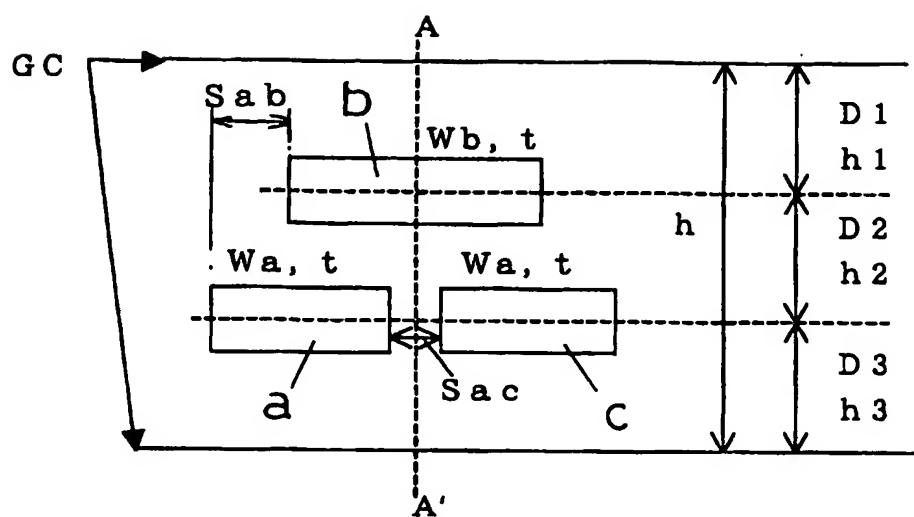 A
GC
Sab
b
Wb, t
D1
h1
h
D2
h2
Wa, t
Wa, t
D3
h3
a
Sac
c
A'